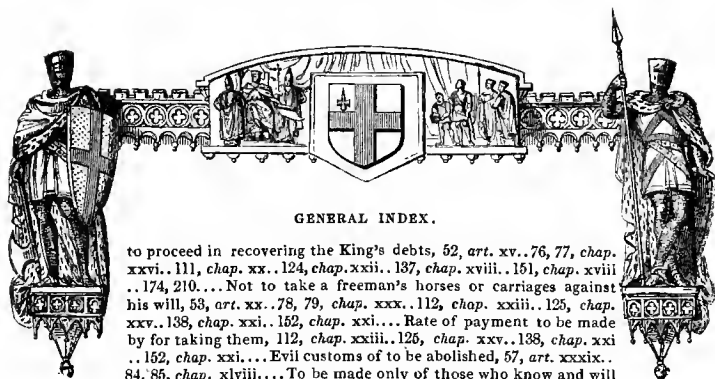 GENERAL INDEX.
to proceed in recovering the King's debts, 52, art. xv..76, 77, chap.
xxvi..111, chap. xx..124, chap. xxii..137, chap. xviii..151, chap. xviii
..174, 210....Not to take a freeman's horses or carriages against
his will, 53, art. xx..78, 79, chap. xxx..112, chap. xxiii..125, chap.
xxv..138, chap. xxi..152, chap. xxi....Rate of payment to be made
by for taking them, 112, chap. xxiii..125, chap. xxv..138, chap. xxi
..152, chap. xxi....Evil customs of to be abolished, 57, art. xxxix..
84, 85, chap. xlviii....To be made only of those who know and will